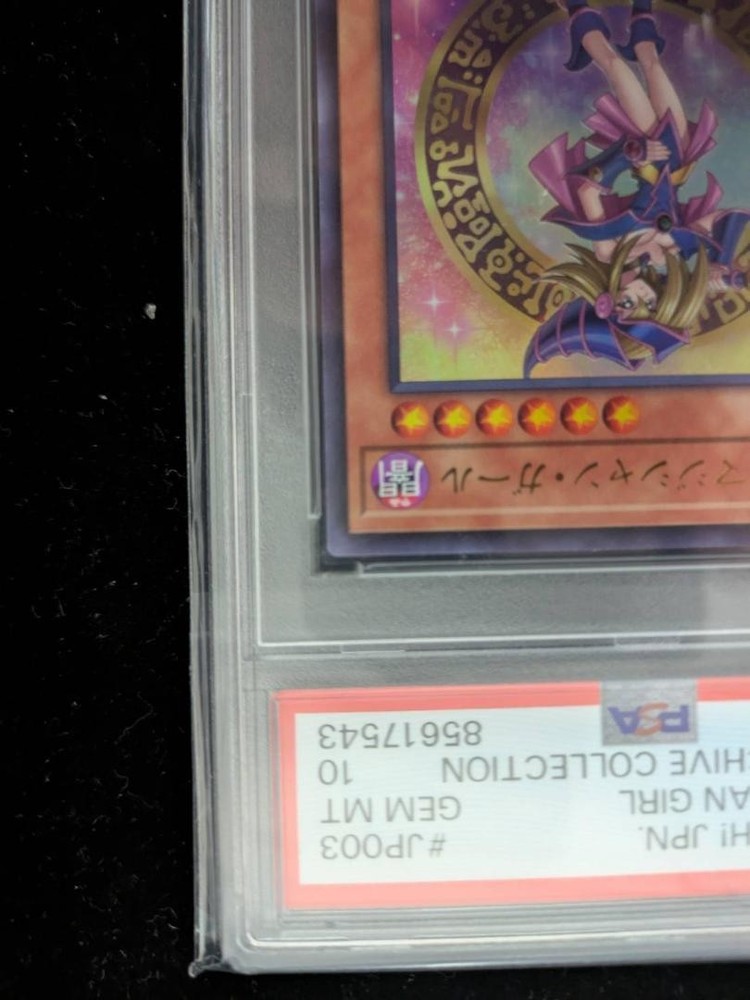 H! JPN. #JP003
AN GIRL GEM MT
HIVE COLLECTION 10
PSA 85617543
マジシャン・ガール 闇